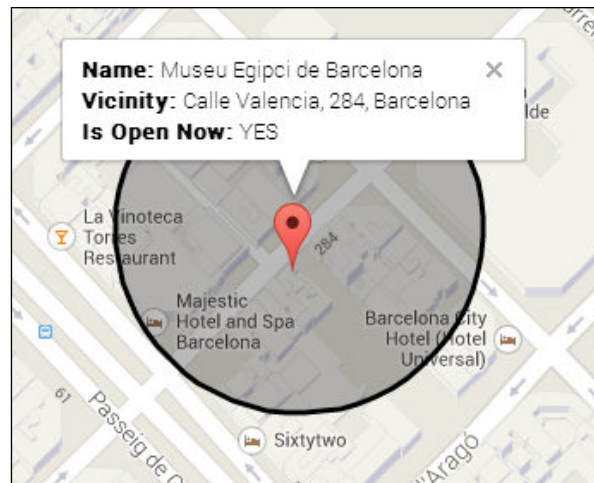 Name: Museu Egipci de Barcelona
Vicinity: Calle Valencia, 284, Barcelona
Is Open Now: YES
lde
La Vinoteca
Torres
Restaurant
284
Majestic
Hotel and Spa
Barcelona
Barcelona City
Hotel (Hotel
Universal)
61
Passeig de
Sixtytwo
d'Aragó